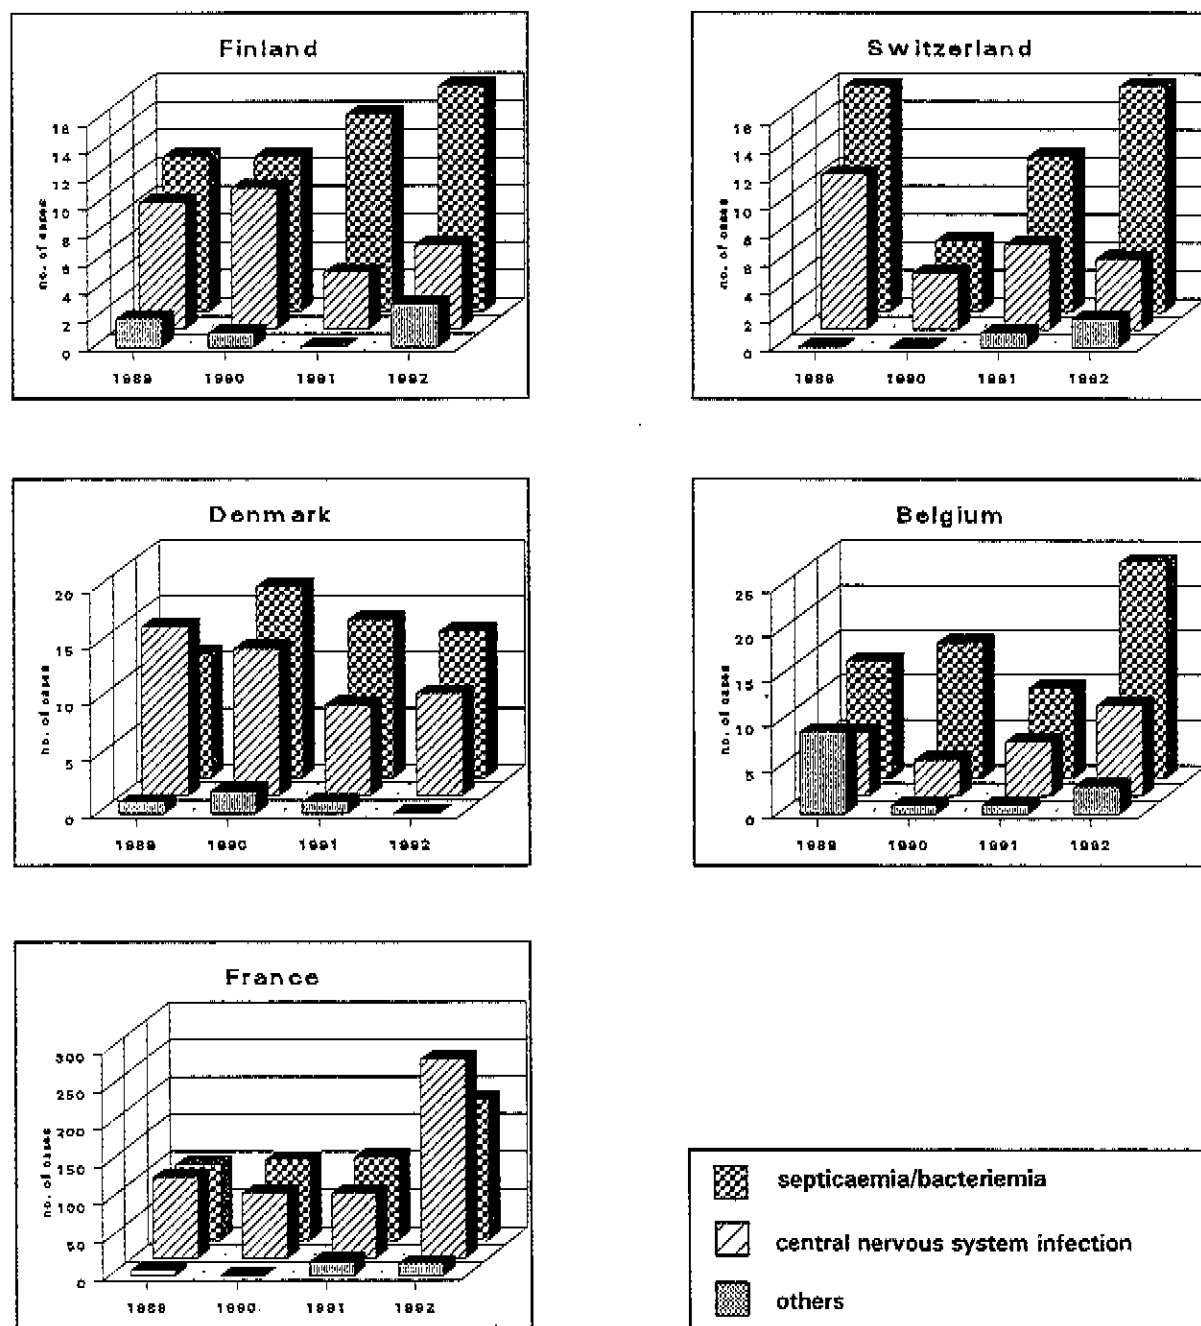 Finland
no. of cases
16
14
12
10
8
6
4
2
0
1989 1990 1991 1992
Switzerland
no. of cases
16
14
12
10
8
6
4
2
0
1989 1990 1991 1992
Denmark
no. of cases
20
15
10
5
0
1989 1990 1991 1992
Belgium
no. of cases
25
20
15
10
5
0
1989 1990 1991 1992
France
no. of cases
300
250
200
150
100
50
0
1989 1990 1991 1992
septicaemia/bacteriemia
central nervous system infection
others